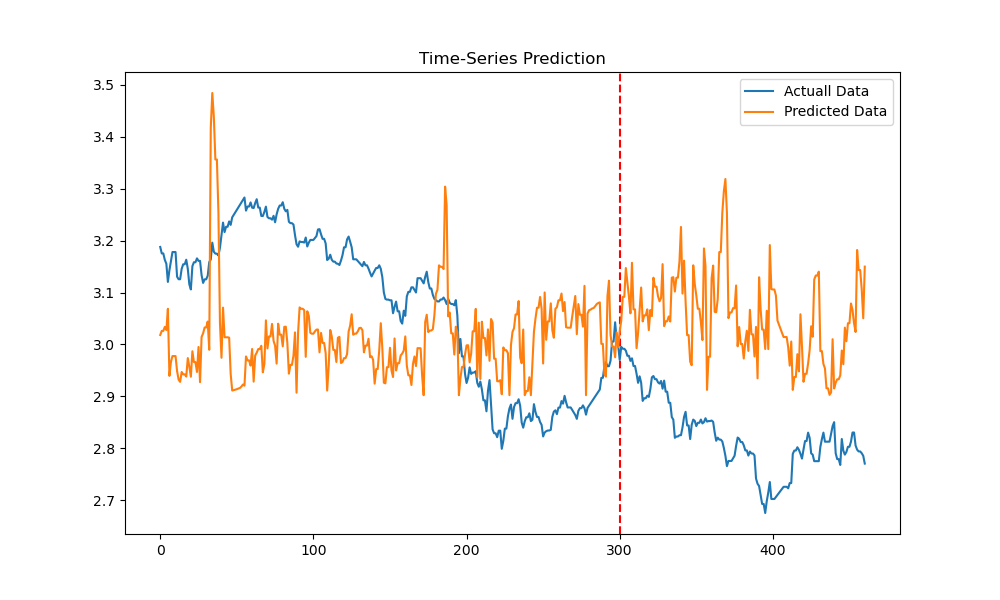 Time-Series Prediction
Actuall Data
Predicted Data
3.5
3.4
3.3
3.2
3.1
3.0
2.9
2.8
2.7
0 100 200 300 400